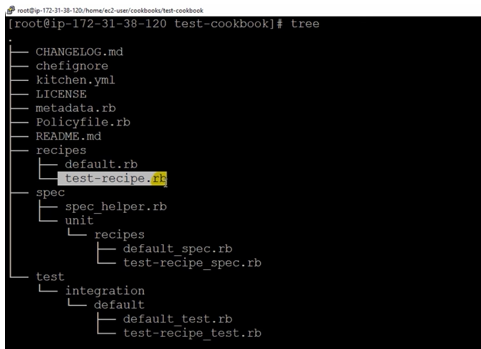 root@ip-172-31-38-120:/home/ec2-user/cookbooks/test-cookbook
[root@ip-172-31-38-120 test-cookbook]# tree
.
├── CHANGELOG.md
├── chefignore
├── kitchen.yml
├── LICENSE
├── metadata.rb
├── Policyfile.rb
├── README.md
├── recipes
│   ├── default.rb
│   └── test-recipe.rb
├── spec
│   ├── spec_helper.rb
│   └── unit
│       └── recipes
│           ├── default_spec.rb
│           └── test-recipe_spec.rb
└── test
    └── integration
        └── default
            ├── default_test.rb
            └── test-recipe_test.rb